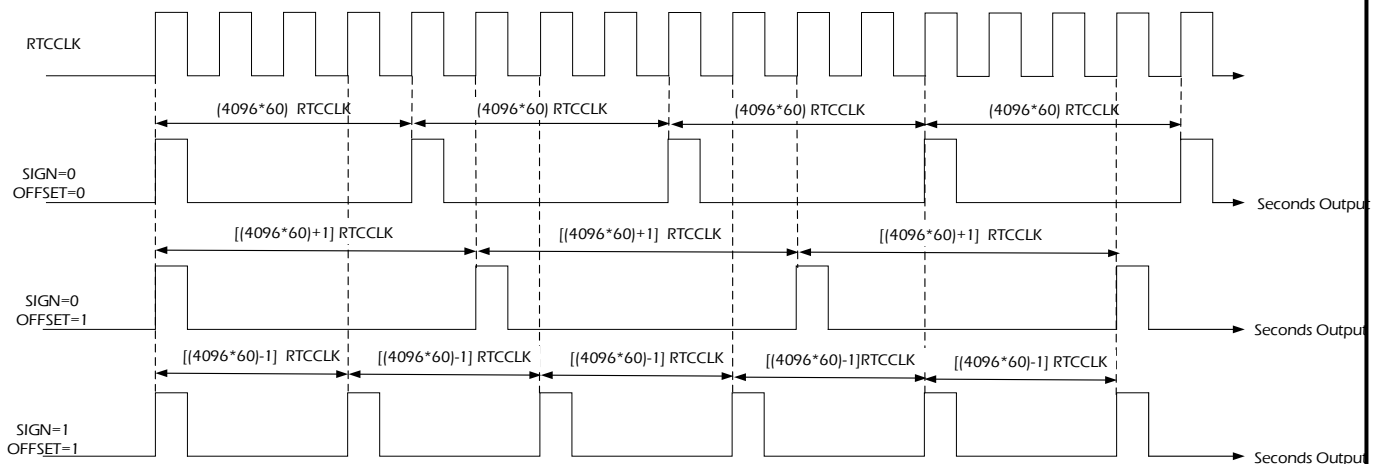 RTCCLK
(4096*60) RTCCLK
(4096*60) RTCCLK
(4096*60) RTCCLK
(4096*60) RTCCLK
SIGN=0
OFFSET=0
Seconds Output
[(4096*60)+1] RTCCLK
[(4096*60)+1] RTCCLK
[(4096*60)+1] RTCCLK
SIGN=0
OFFSET=1
Seconds Output
[(4096*60)-1] RTCCLK
[(4096*60)-1] RTCCLK
[(4096*60)-1] RTCCLK
[(4096*60)-1]RTCCLK
[(4096*60)-1] RTCCLK
SIGN=1
OFFSET=1
Seconds Output